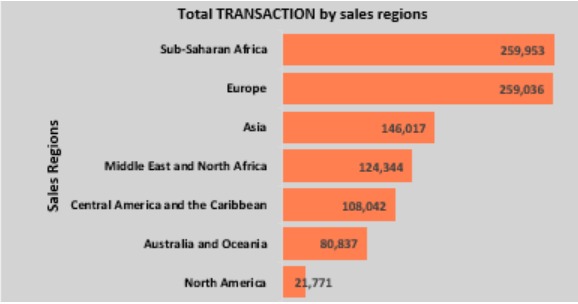 Total TRANSACTION by sales regions
Sales Regions
Sub-Saharan Africa 259,953
Europe 259,036
Asia 146,017
Middle East and North Africa 124,344
Central America and the Caribbean 108,042
Australia and Oceania 80,837
North America 21,771